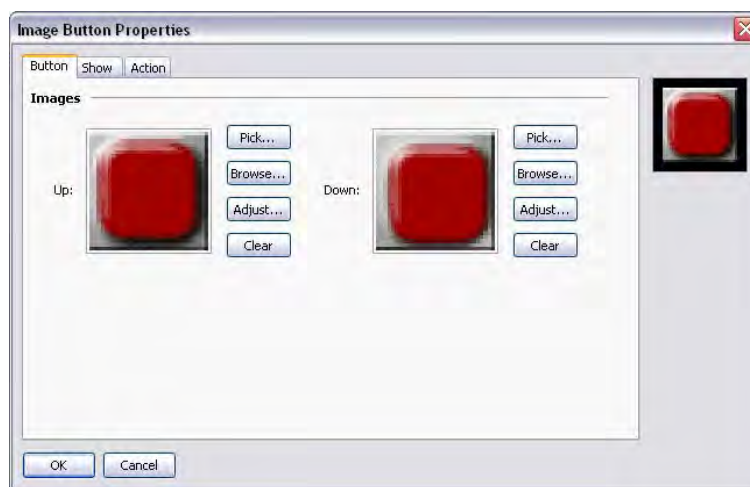 Image Button Properties
Button Show Action
Images
Up:
Pick...
Browse...
Adjust...
Clear
Down:
Pick...
Browse...
Adjust...
Clear
OK Cancel